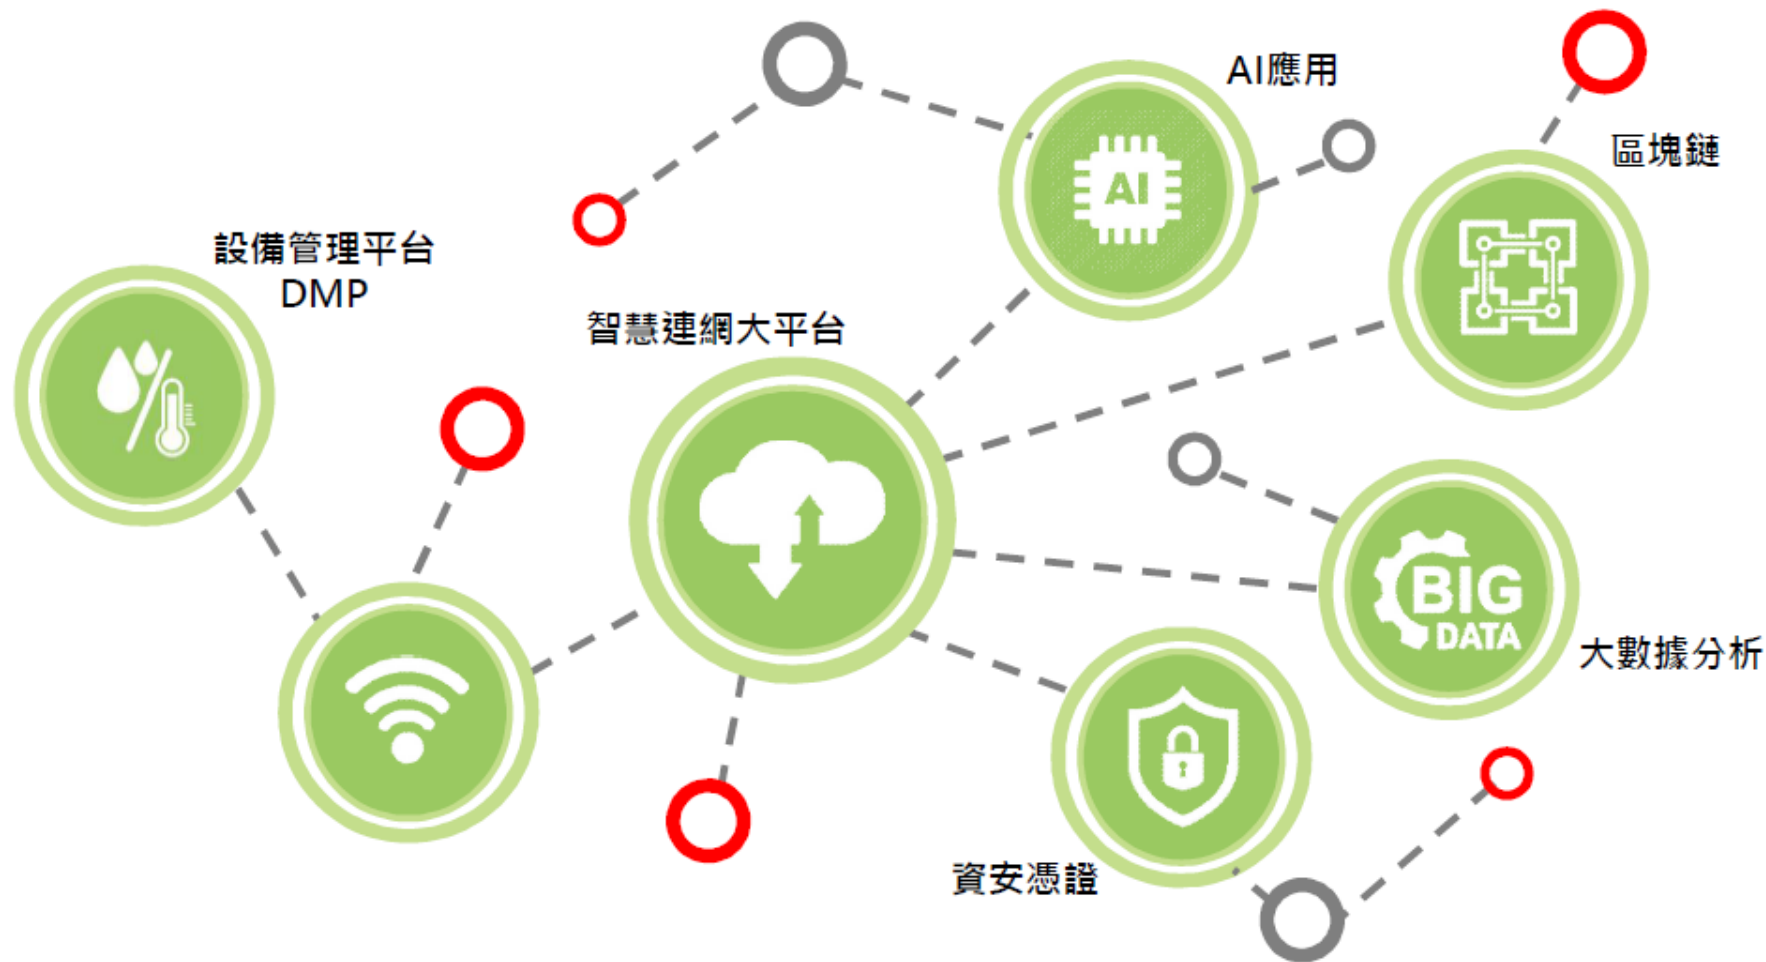 AI應用
AI
區塊鏈
設備管理平台
DMP
智慧連網大平台
BIG
DATA
大數據分析
資安憑證